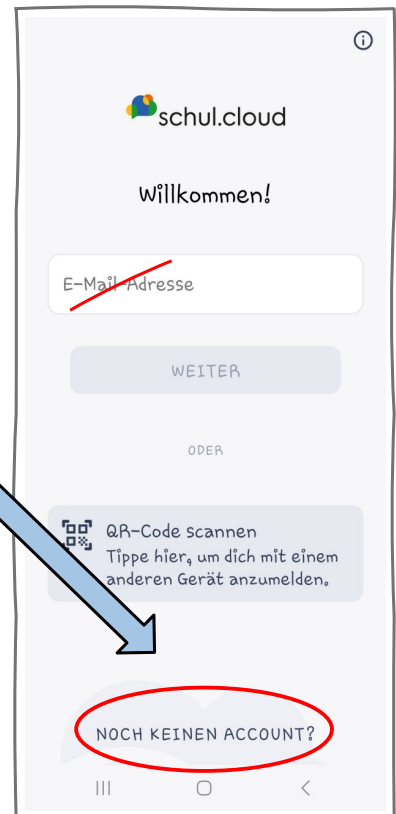 schul.cloud
Willkommen!
E-Mail-Adresse
WEITER
ODER
QR-Code scannen
Tippe hier, um dich mit einem
anderen Gerät anzumelden.
NOCH KEINEN ACCOUNT?